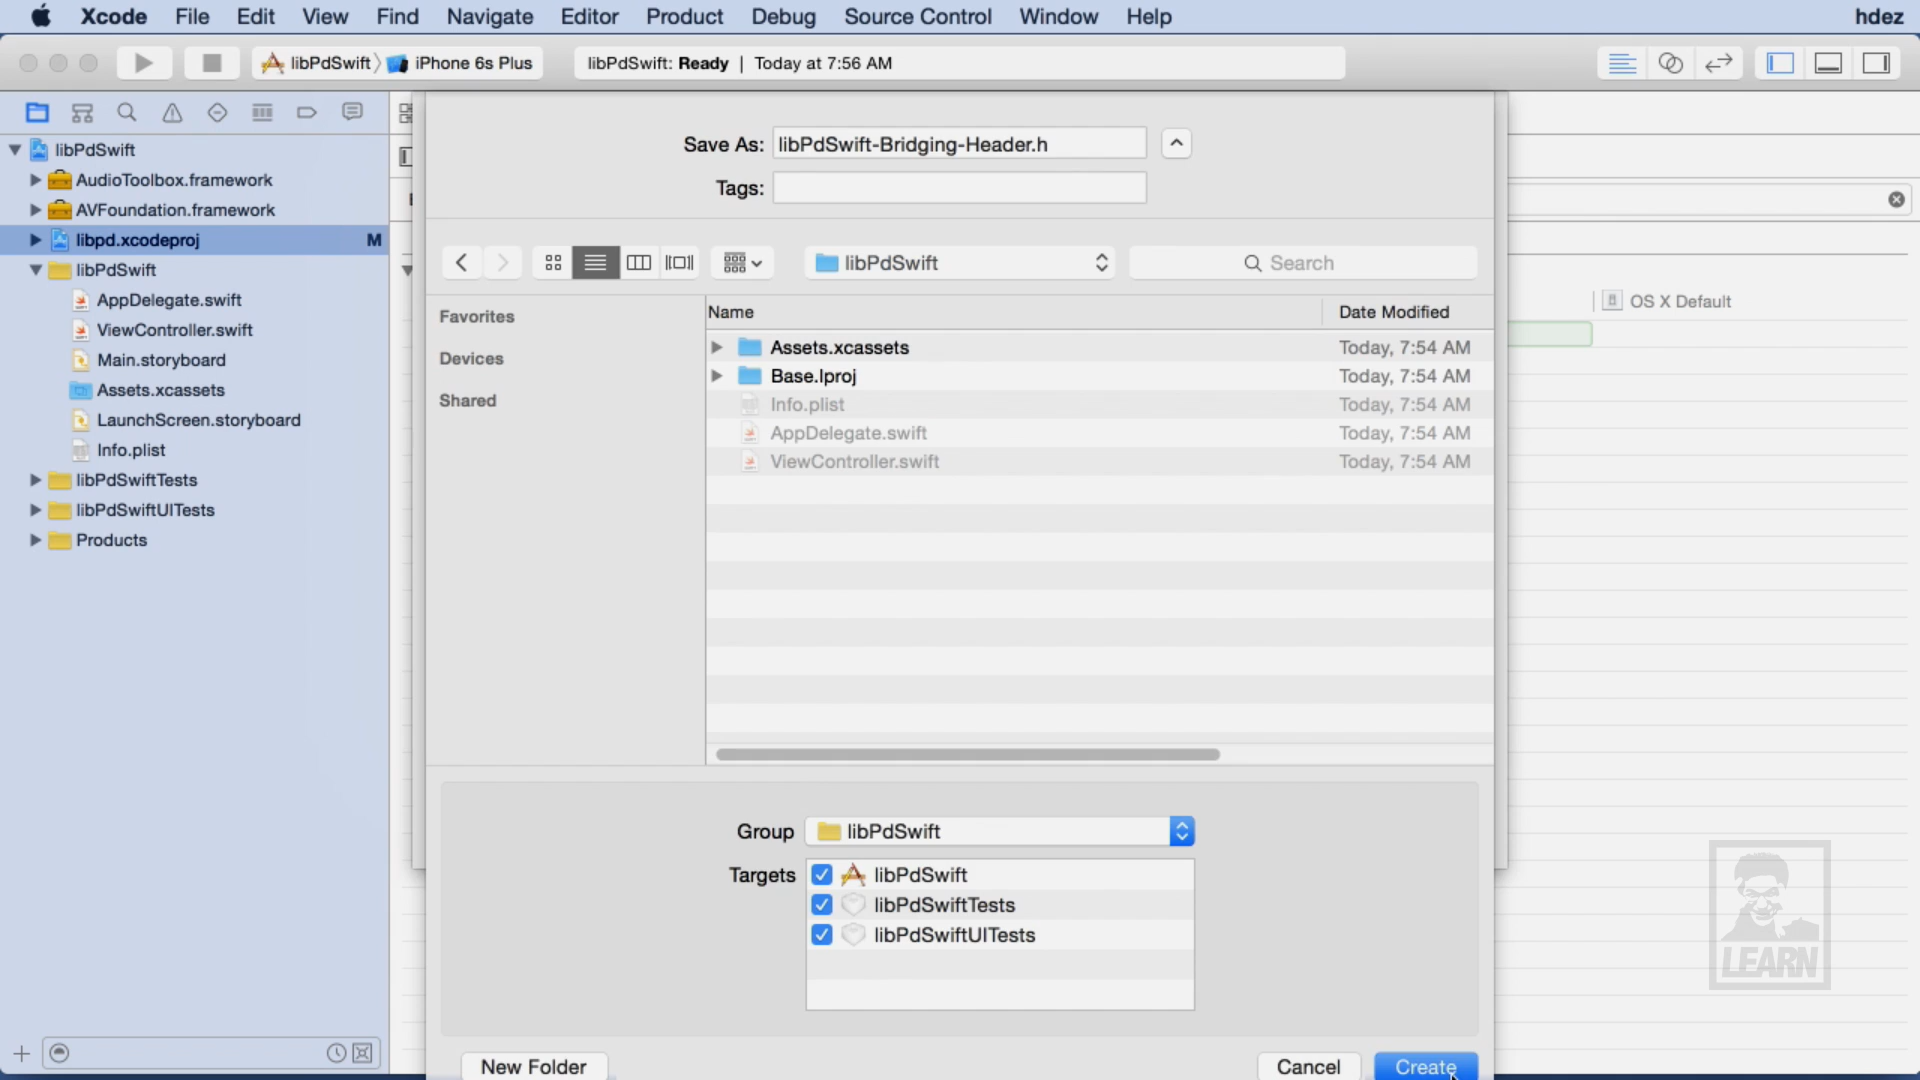 Xcode File Edit View Find Navigate Editor Product Debug Source Control Window Help hdez
libPdSwift iPhone 6s Plus libPdSwift: Ready | Today at 7:56 AM
libPdSwift
AudioToolbox.framework
AVFoundation.framework
libpd.xcodeproj M
libPdSwift
AppDelegate.swift
ViewController.swift
Main.storyboard
Assets.xcassets
LaunchScreen.storyboard
Info.plist
libPdSwiftTests
libPdSwiftUITests
Products
Save As: libPdSwift-Bridging-Header.h
Tags:
libPdSwift Search
Favorites
Devices
Shared
Name Date Modified
Assets.xcassets Today, 7:54 AM
Base.lproj Today, 7:54 AM
Info.plist Today, 7:54 AM
AppDelegate.swift Today, 7:54 AM
ViewController.swift Today, 7:54 AM
OS X Default
Group libPdSwift
Targets libPdSwift
libPdSwiftTests
libPdSwiftUITests
New Folder Cancel Create
LEARN